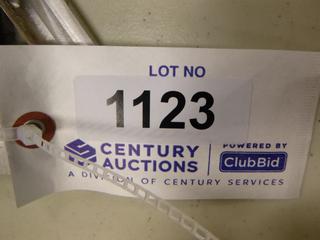 LOT NO
1123
CENTURY AUCTIONS
POWERED BY
ClubBid
A DIVISION OF CENTURY SERVICES